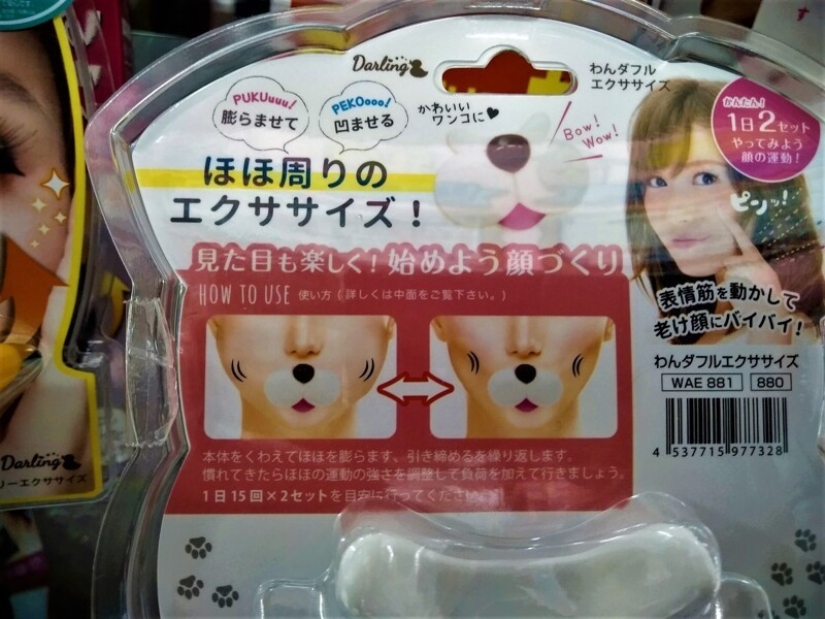 Darling
わんダフル
エクササイズ
PUKUuuu!
膨らませて
PEKOooo!
凹ませる
かわいい
ワンコに♥
Bow!
Wow!
かんたん!
1日2セット
やってみよう
顔の運動!
ピンッ!
ほほ周りの
エクササイズ!
見た目も楽しく!始めよう顔づくり
HOW TO USE 使い方(詳しくは中面をご覧下さい。)
表情筋を動かして
老け顔にバイバイ!
わんダフルエクササイズ
WAE 881 880
4 537715 977328
本体をくわえてほほを膨らます、引き締めるを繰り返します。
慣れてきたらほほの運動の強さを調整して負荷を加えて行きましょう。
1日15回×2セットを目安に行ってください。
Darling
リーエクササイズ